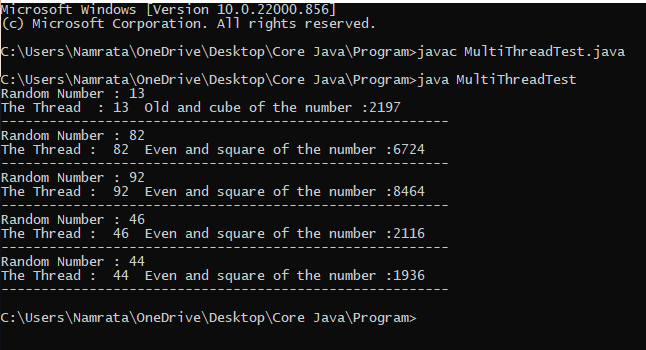 Microsoft Windows [Version 10.0.22000.856]
(c) Microsoft Corporation. All rights reserved.
C:\Users\Namrata\OneDrive\Desktop\Core Java\Program>javac MultiThreadTest.java
C:\Users\Namrata\OneDrive\Desktop\Core Java\Program>java MultiThreadTest
Random Number : 13
The Thread  : 13  Old and cube of the number :2197
-----------------------------------------------------
Random Number : 82
The Thread :  82  Even and square of the number :6724
-----------------------------------------------------
Random Number : 92
The Thread :  92  Even and square of the number :8464
-----------------------------------------------------
Random Number : 46
The Thread :  46  Even and square of the number :2116
-----------------------------------------------------
Random Number : 44
The Thread :  44  Even and square of the number :1936
-----------------------------------------------------
C:\Users\Namrata\OneDrive\Desktop\Core Java\Program>